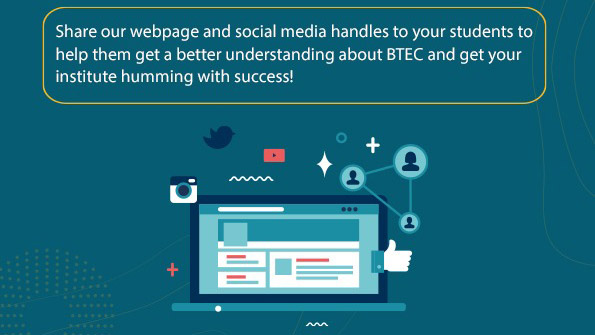 Share our webpage and social media handles to your students to
help them get a better understanding about BTEC and get your
institute humming with success!